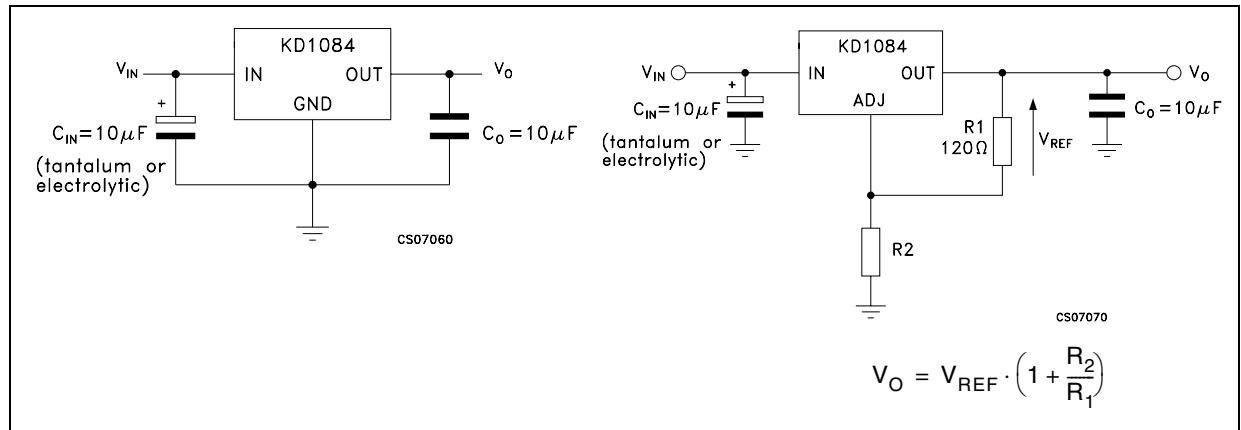 KD1084
V_IN
IN
OUT
V_O
GND
+
C_IN=10μF
(tantalum or
electrolytic)
C_O=10μF
CS07060
KD1084
V_IN
IN
OUT
V_O
ADJ
+
C_IN=10μF
(tantalum or
electrolytic)
R1
120Ω
V_REF
C_O=10μF
R2
CS07070
V_O = V_REF · (1 + R_2/R_1)